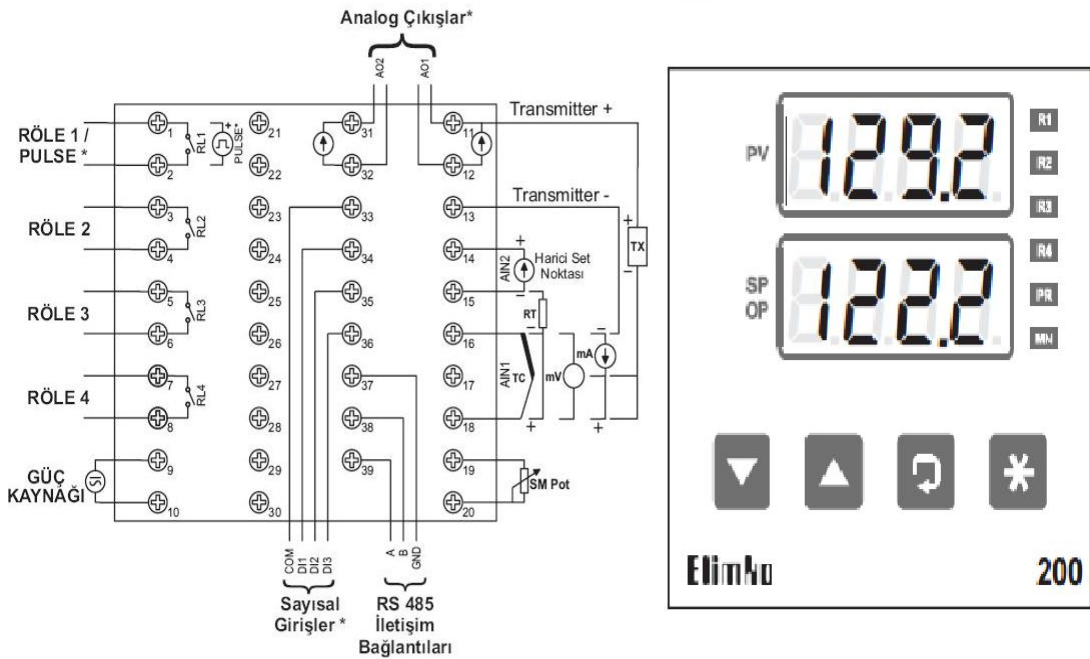 Analog Çıkışlar*
AO2
AO1
Transmitter +
RÖLE 1 /
PULSE *
1
RL1
+
PULSE*
2
21
22
31
32
11
12
Transmitter -
RÖLE 2
3
RL2
4
23
24
33
34
13
14
+
AIN2
Harici Set
Noktası
-
+
TX
-
RÖLE 3
5
RL3
6
25
26
35
36
15
16
RT
-
-
mA
AIN1
TC
mV
RÖLE 4
7
RL4
8
27
28
37
38
17
18
+
+
GÜÇ
KAYNAĞI
9
10
29
30
39
19
20
SM Pot
COM
DI1
DI2
DI3
A
B
GND
Sayısal
Girişler *
RS 485
İletişim
Bağlantıları
PV
129.2
SP
OP
122.2
R1
R2
R3
R4
PR
MN
Elimko
200